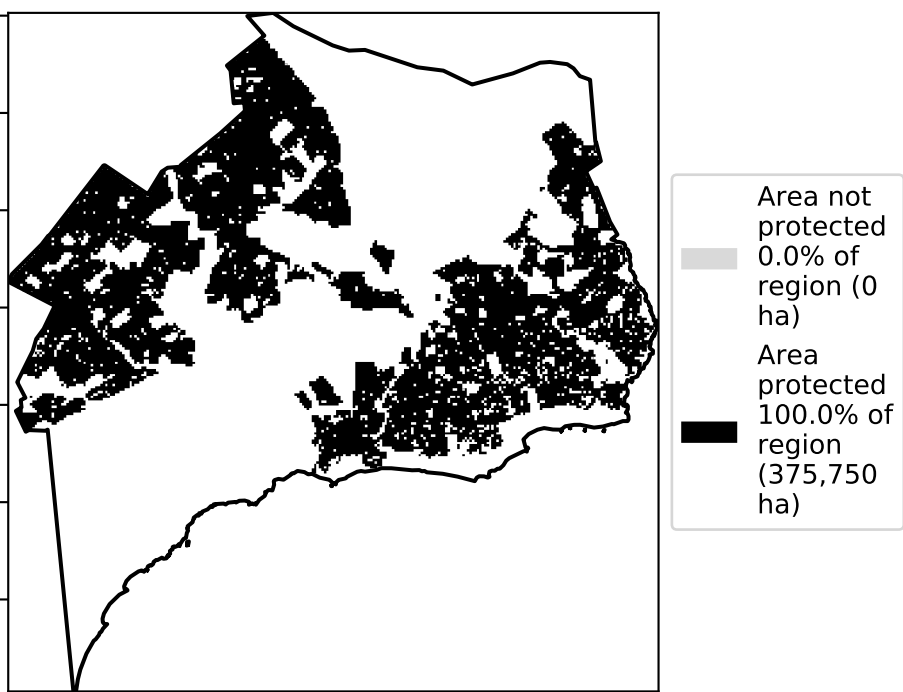 Area not
protected
0.0% of
region (0
ha)
Area
protected
100.0% of
region
(375,750
ha)